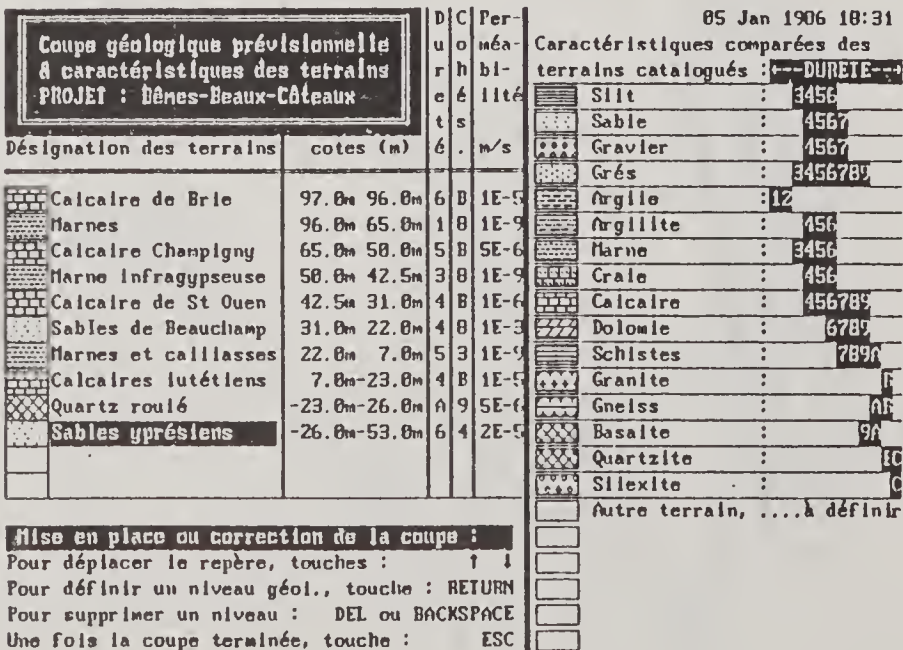 Coupe géologique prévisionnelle
& caractéristiques des terrains
PROJET : Dêmes-Beaux-Côteaux
Désignation des terrains cotes (m) Dureté Coh és. Perméabilité m/s
Calcaire de Brie 97.0m 96.0m 6 B 1E-5
Marnes 96.0m 65.0m 1 8 1E-9
Calcaire Champigny 65.0m 50.0m 5 B 5E-6
Marne infragypseuse 50.0m 42.5m 3 8 1E-9
Calcaire de St Ouen 42.5m 31.0m 4 B 1E-6
Sables de Beauchamp 31.0m 22.0m 4 8 1E-3
Marnes et caillasses 22.0m 7.0m 5 3 1E-9
Calcaires lutétiens 7.0m-23.0m 4 B 1E-5
Quartz roulé -23.0m-26.0m A 9 5E-6
Sables yprésiens -26.0m-53.0m 6 4 2E-5
Mise en place ou correction de la coupe :
Pour déplacer le repère, touches : ↑ ↓
Pour définir un niveau géol., touche : RETURN
Pour supprimer un niveau : DEL ou BACKSPACE
Une fois la coupe terminée, touche : ESC
05 Jan 1906 18:31
Caractéristiques comparées des
terrains catalogués : <---DURETE--->
Silt : 3456
Sable : 4567
Gravier : 4567
Grés : 3456789
Argile : 12
Argilite : 456
Marne : 3456
Craie : 456
Calcaire : 456789
Dolomie : 6789
Schistes : 789A
Granite :
Gneiss :
Basalte : 9A
Quartzite :
Silexite : C
Autre terrain, ....à définir